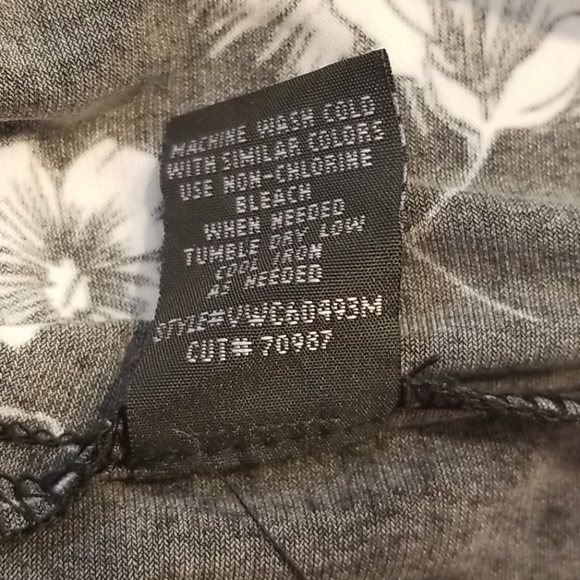 MACHINE WASH COLD
WITH SIMILAR COLORS
USE NON-CHLORINE
BLEACH
WHEN NEEDED
TUMBLE DRY LOW
COOL IRON
AS NEEDED
STYLE#VWC60493M
CUT# 70987